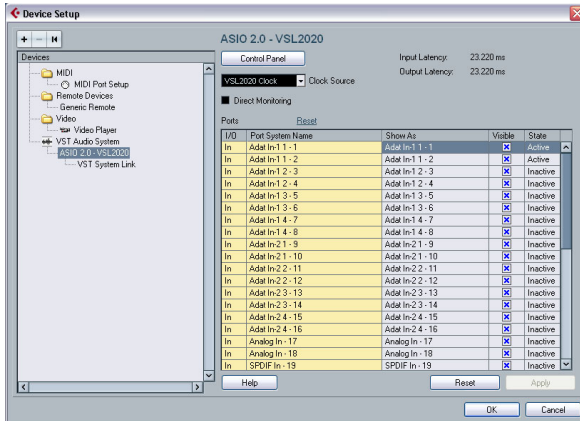 Device Setup
Devices
MIDI
MIDI Port Setup
Remote Devices
Generic Remote
Video
Video Player
VST Audio System
ASIO 2.0 - VSL2020
VST System Link
ASIO 2.0 - VSL2020
Control Panel
Input Latency: 23.220 ms
Output Latency: 23.220 ms
VSL2020 Clock Clock Source
Direct Monitoring
Ports Reset
I/O Port System Name Show As Visible State
In Adat In-1 1 - 1 Adat In-1 1 - 1 Active
In Adat In-1 1 - 2 Adat In-1 1 - 2 Active
In Adat In-1 2 - 3 Adat In-1 2 - 3 Inactive
In Adat In-1 2 - 4 Adat In-1 2 - 4 Inactive
In Adat In-1 3 - 5 Adat In-1 3 - 5 Inactive
In Adat In-1 3 - 6 Adat In-1 3 - 6 Inactive
In Adat In-1 4 - 7 Adat In-1 4 - 7 Inactive
In Adat In-1 4 - 8 Adat In-1 4 - 8 Inactive
In Adat In-2 1 - 9 Adat In-2 1 - 9 Inactive
In Adat In-2 1 - 10 Adat In-2 1 - 10 Inactive
In Adat In-2 2 - 11 Adat In-2 2 - 11 Inactive
In Adat In-2 2 - 12 Adat In-2 2 - 12 Inactive
In Adat In-2 3 - 13 Adat In-2 3 - 13 Inactive
In Adat In-2 3 - 14 Adat In-2 3 - 14 Inactive
In Adat In-2 4 - 15 Adat In-2 4 - 15 Inactive
In Adat In-2 4 - 16 Adat In-2 4 - 16 Inactive
In Analog In - 17 Analog In - 17 Inactive
In Analog In - 18 Analog In - 18 Inactive
In SPDIF In - 19 SPDIF In - 19 Inactive
Help Reset Apply
OK Cancel